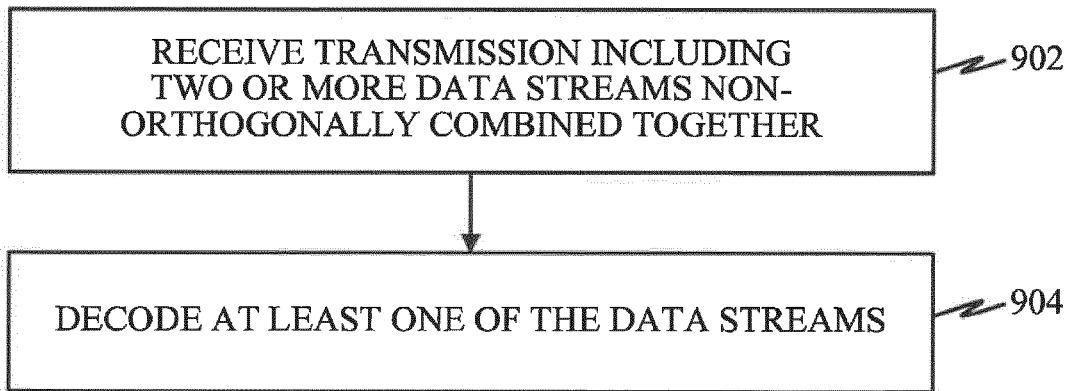 RECEIVE TRANSMISSION INCLUDING
TWO OR MORE DATA STREAMS NON-
ORTHOGONALLY COMBINED TOGETHER
902
DECODE AT LEAST ONE OF THE DATA STREAMS
904